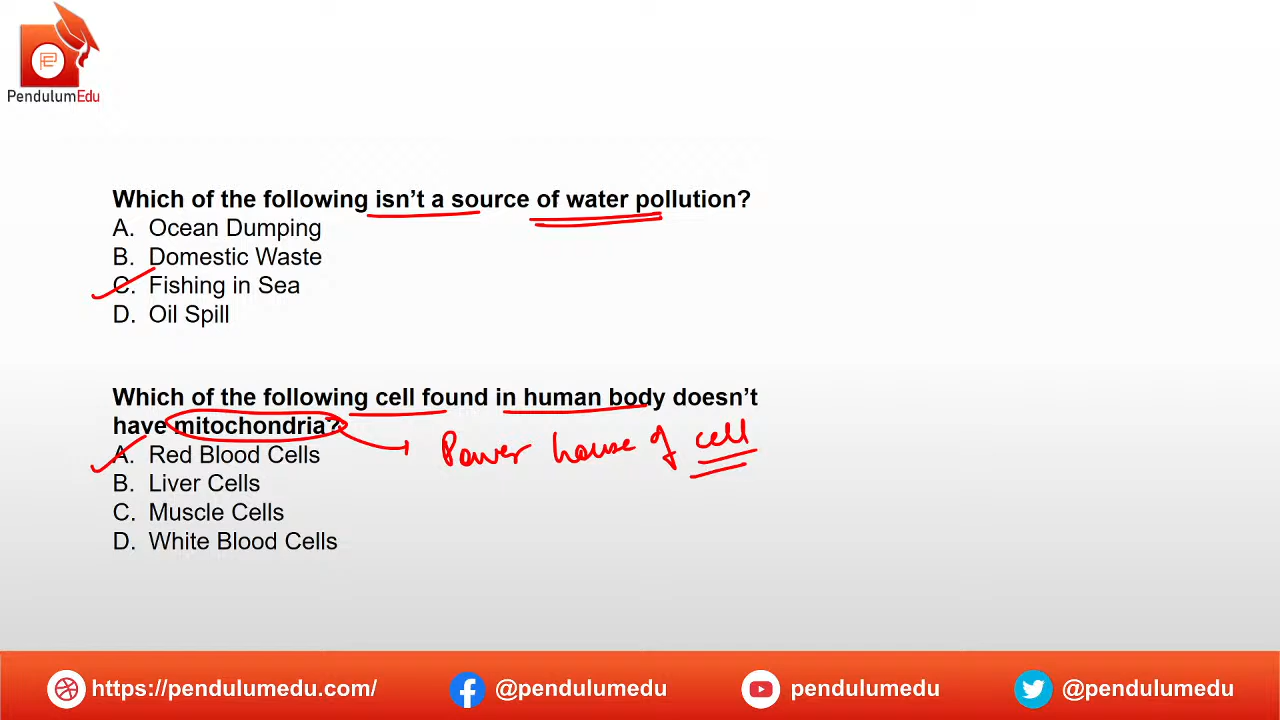 PendulumEdu
Which of the following isn't a source of water pollution?
A. Ocean Dumping
B. Domestic Waste
C. Fishing in Sea
D. Oil Spill
Which of the following cell found in human body doesn't
have mitochondria?
Power house of cell
A. Red Blood Cells
B. Liver Cells
C. Muscle Cells
D. White Blood Cells
https://pendulumedu.com/ @pendulumedu pendulumedu @pendulumedu